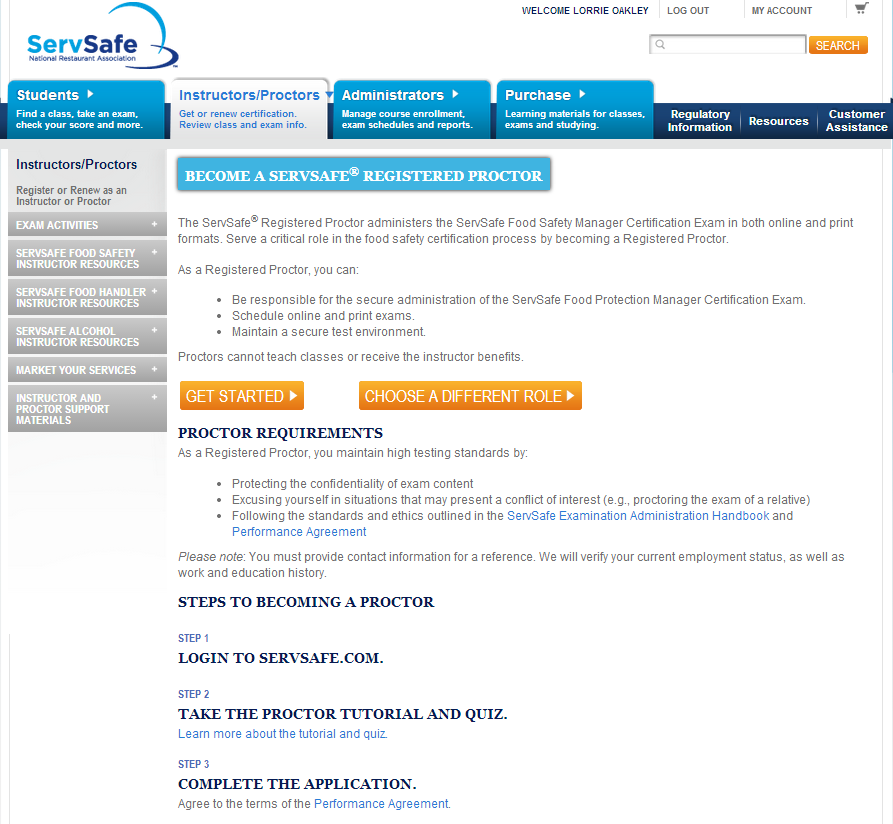 WELCOME LORRIE OAKLEY LOG OUT MY ACCOUNT
ServSafe
National Restaurant Association
SEARCH
Students
Find a class, take an exam,
check your score and more.
Instructors/Proctors
Get or renew certification.
Review class and exam info.
Administrators
Manage course enrollment,
exam schedules and reports.
Purchase
Learning materials for classes,
exams and studying.
Regulatory
Information
Resources
Customer
Assistance
Instructors/Proctors
Register or Renew as an
Instructor or Proctor
EXAM ACTIVITIES +
SERVSAFE FOOD SAFETY +
INSTRUCTOR RESOURCES
SERVSAFE FOOD HANDLER +
INSTRUCTOR RESOURCES
SERVSAFE ALCOHOL +
INSTRUCTOR RESOURCES
MARKET YOUR SERVICES +
INSTRUCTOR AND +
PROCTOR SUPPORT
MATERIALS
BECOME A SERVSAFE® REGISTERED PROCTOR
The ServSafe® Registered Proctor administers the ServSafe Food Safety Manager Certification Exam in both online and print
formats. Serve a critical role in the food safety certification process by becoming a Registered Proctor.
As a Registered Proctor, you can:
• Be responsible for the secure administration of the ServSafe Food Protection Manager Certification Exam.
• Schedule online and print exams.
• Maintain a secure test environment.
Proctors cannot teach classes or receive the instructor benefits.
GET STARTED CHOOSE A DIFFERENT ROLE
PROCTOR REQUIREMENTS
As a Registered Proctor, you maintain high testing standards by:
• Protecting the confidentiality of exam content
• Excusing yourself in situations that may present a conflict of interest (e.g., proctoring the exam of a relative)
• Following the standards and ethics outlined in the ServSafe Examination Administration Handbook and
Performance Agreement
Please note: You must provide contact information for a reference. We will verify your current employment status, as well as
work and education history.
STEPS TO BECOMING A PROCTOR
STEP 1
LOGIN TO SERVSAFE.COM.
STEP 2
TAKE THE PROCTOR TUTORIAL AND QUIZ.
Learn more about the tutorial and quiz.
STEP 3
COMPLETE THE APPLICATION.
Agree to the terms of the Performance Agreement.